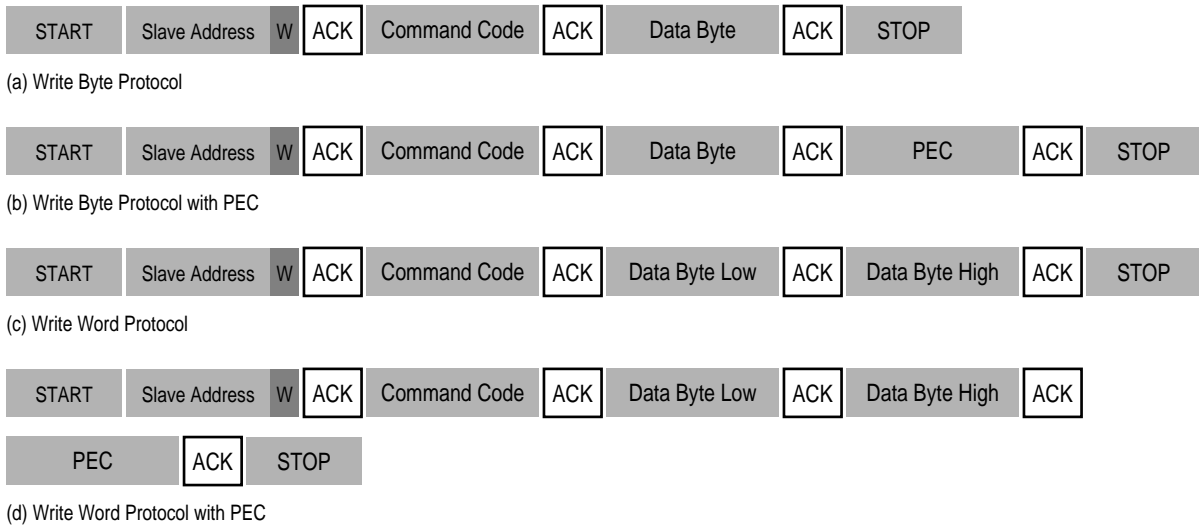 START Slave Address W ACK Command Code ACK Data Byte ACK STOP
(a) Write Byte Protocol
START Slave Address W ACK Command Code ACK Data Byte ACK PEC ACK STOP
(b) Write Byte Protocol with PEC
START Slave Address W ACK Command Code ACK Data Byte Low ACK Data Byte High ACK STOP
(c) Write Word Protocol
START Slave Address W ACK Command Code ACK Data Byte Low ACK Data Byte High ACK
PEC ACK STOP
(d) Write Word Protocol with PEC